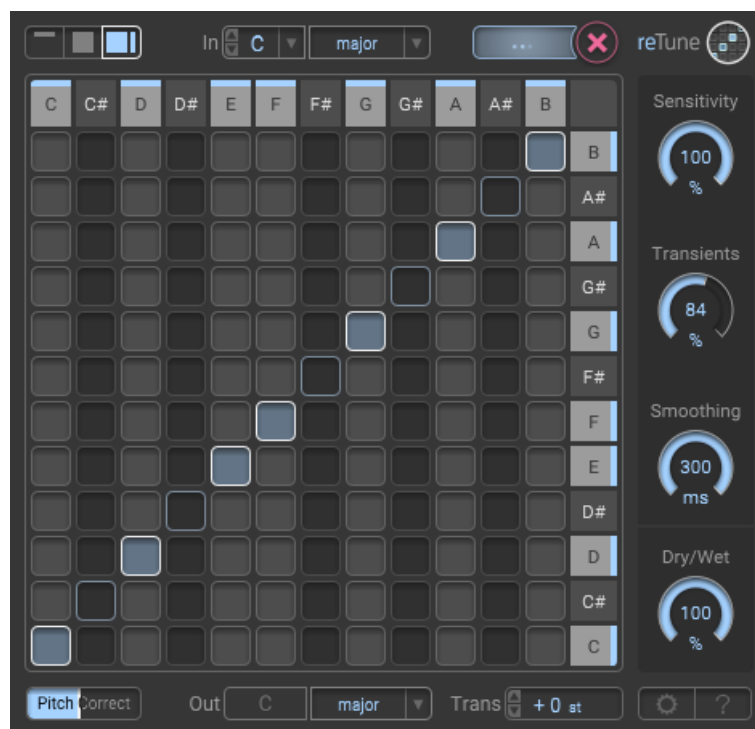 In C major ... reTune
C C# D D# E F F# G G# A A# B
Sensitivity
100
%
B
A#
A
Transients
G#
84
%
G
F#
Smoothing
F
300
ms
E
D#
D
Dry/Wet
C#
100
%
C
Pitch Correct Out C major Trans + 0 st ?